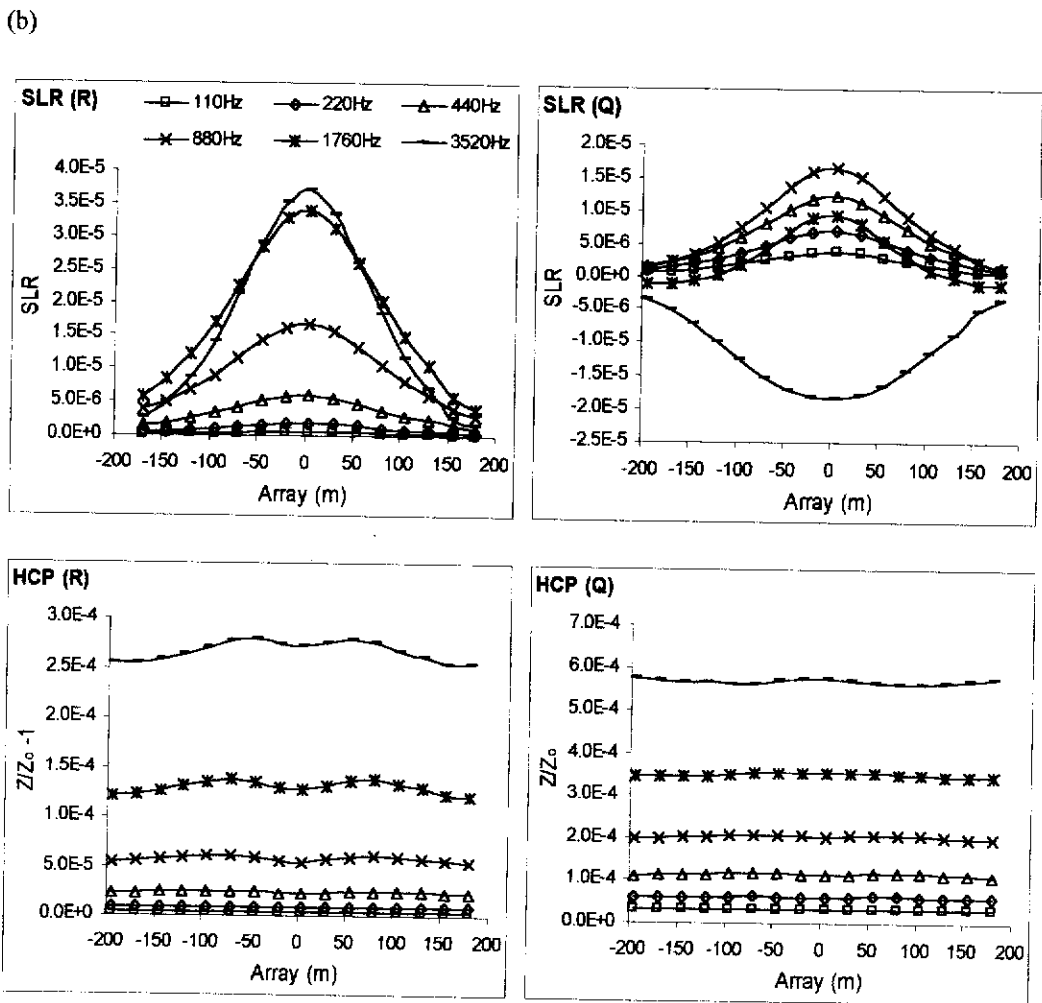 (b)
SLR (R) 110Hz 220Hz 440Hz
880Hz 1760Hz 3520Hz
4.0E-5
3.5E-5
3.0E-5
2.5E-5
2.0E-5
1.5E-5
1.0E-5
5.0E-6
0.0E+0
SLR
-200 -150 -100 -50 0 50 100 150 200
Array (m)
SLR (Q)
2.0E-5
1.5E-5
1.0E-5
5.0E-6
0.0E+0
-5.0E-6
-1.0E-5
-1.5E-5
-2.0E-5
-2.5E-5
SLR
-200 -150 -100 -50 0 50 100 150 200
Array (m)
HCP (R)
3.0E-4
2.5E-4
2.0E-4
1.5E-4
1.0E-4
5.0E-5
0.0E+0
Z/Zo -1
-200 -150 -100 -50 0 50 100 150 200
Array (m)
HCP (Q)
7.0E-4
6.0E-4
5.0E-4
4.0E-4
3.0E-4
2.0E-4
1.0E-4
0.0E+0
Z/Zo
-200 -150 -100 -50 0 50 100 150 200
Array (m)